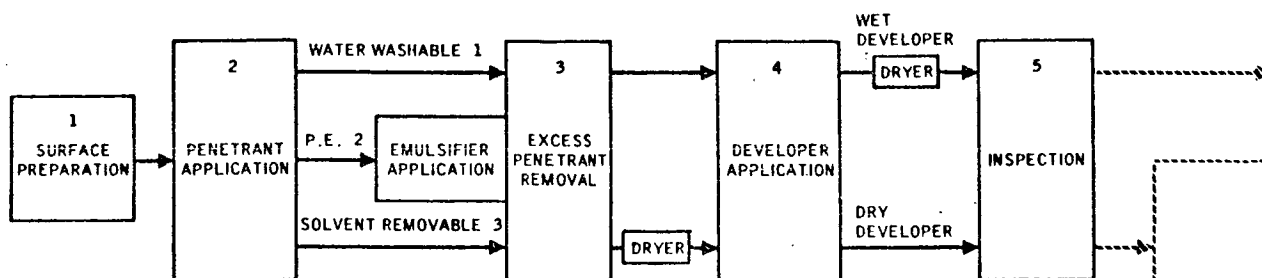 1
SURFACE
PREPARATION
2
PENETRANT
APPLICATION
WATER WASHABLE 1
P.E. 2
EMULSIFIER
APPLICATION
SOLVENT REMOVABLE 3
3
EXCESS
PENETRANT
REMOVAL
DRYER
4
DEVELOPER
APPLICATION
WET
DEVELOPER
DRYER
DRY
DEVELOPER
5
INSPECTION